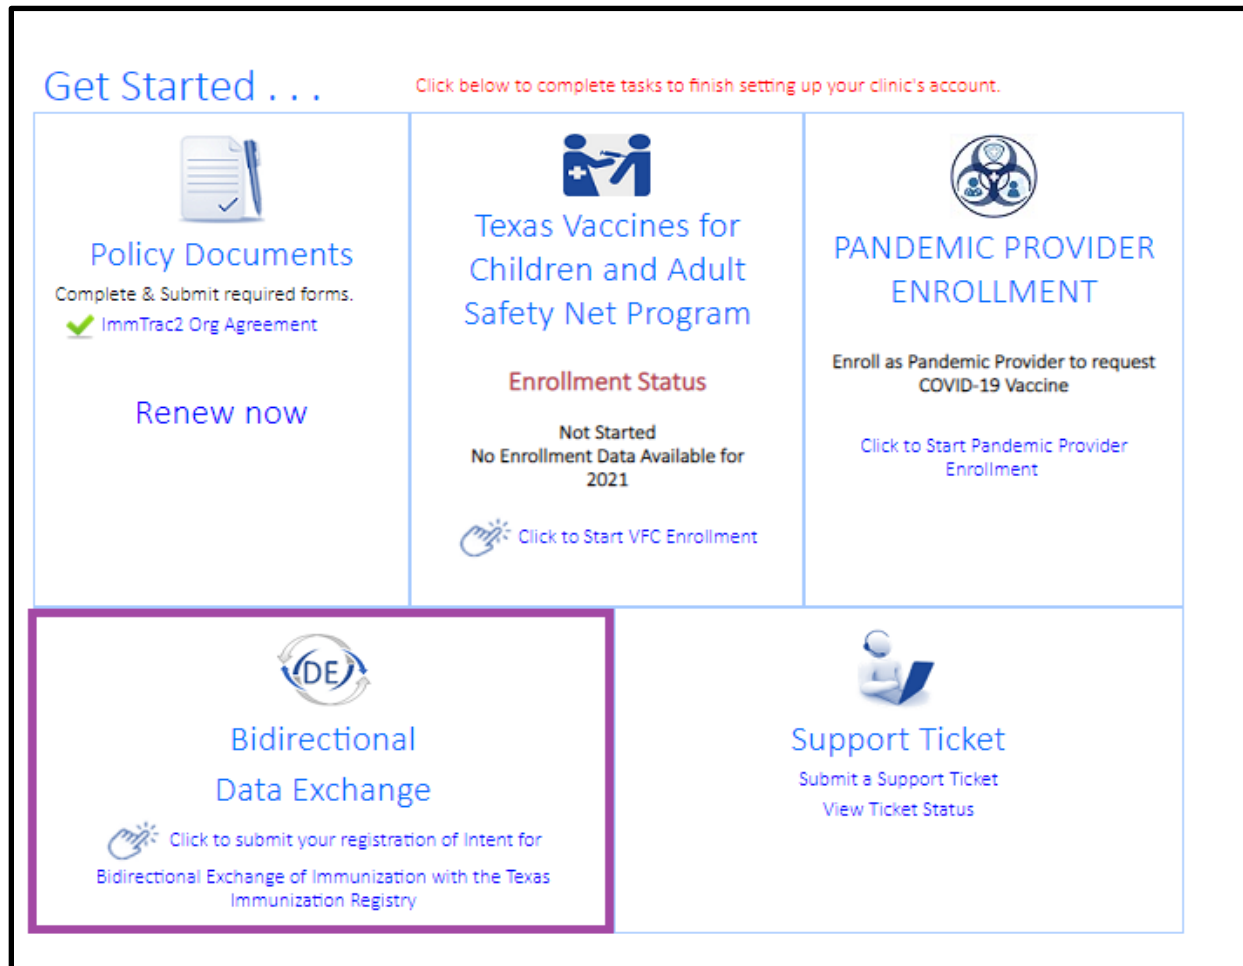 Get Started . . .
Click below to complete tasks to finish setting up your clinic's account.
Policy Documents
Complete & Submit required forms.
ImmTrac2 Org Agreement
Renew now
Texas Vaccines for
Children and Adult
Safety Net Program
Enrollment Status
Not Started
No Enrollment Data Available for
2021
Click to Start VFC Enrollment
PANDEMIC PROVIDER
ENROLLMENT
Enroll as Pandemic Provider to request
COVID-19 Vaccine
Click to Start Pandemic Provider
Enrollment
DE
Bidirectional
Data Exchange
Click to submit your registration of Intent for
Bidirectional Exchange of Immunization with the Texas
Immunization Registry
Support Ticket
Submit a Support Ticket
View Ticket Status